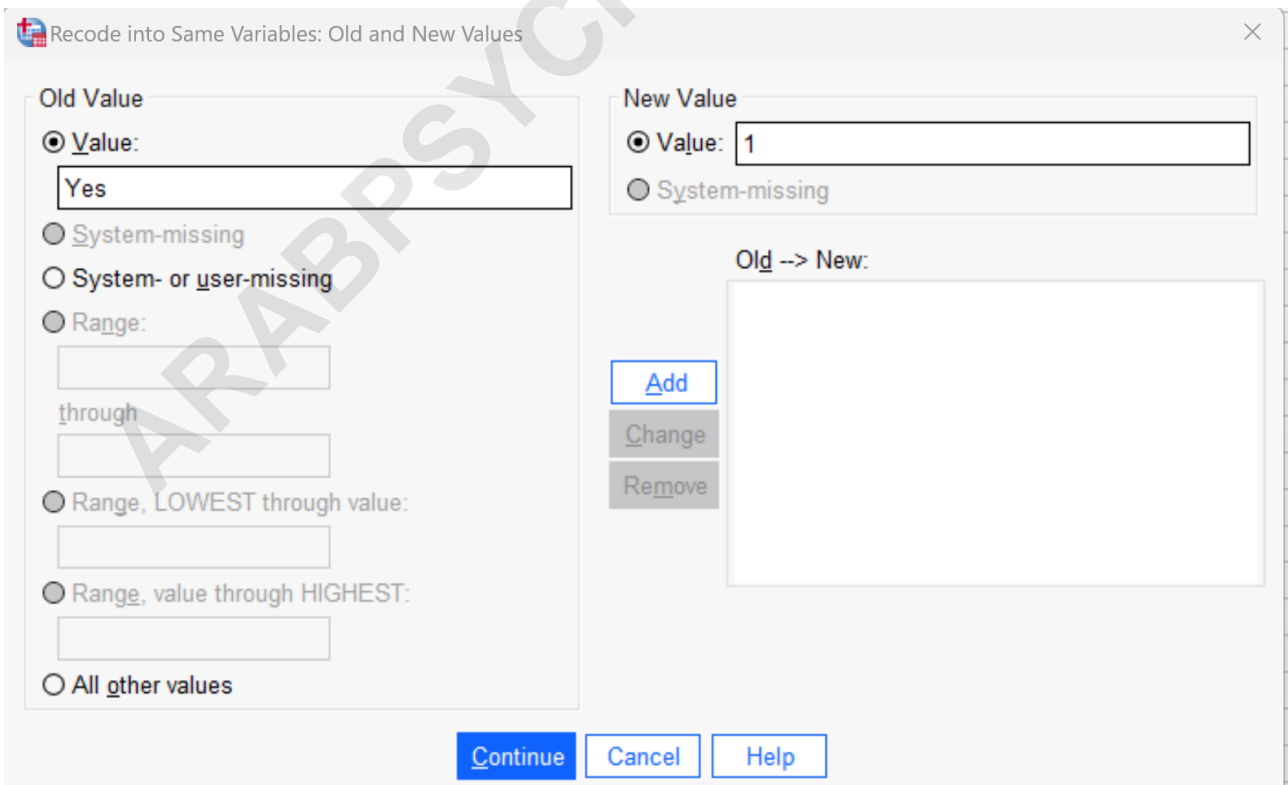 Recode into Same Variables: Old and New Values
Old Value
Value:
Yes
System-missing
System- or user-missing
Range:
through
Range, LOWEST through value:
Range, value through HIGHEST:
All other values
New Value
Value: 1
System-missing
Old --> New:
Add
Change
Remove
Continue Cancel Help
ARABPSYC